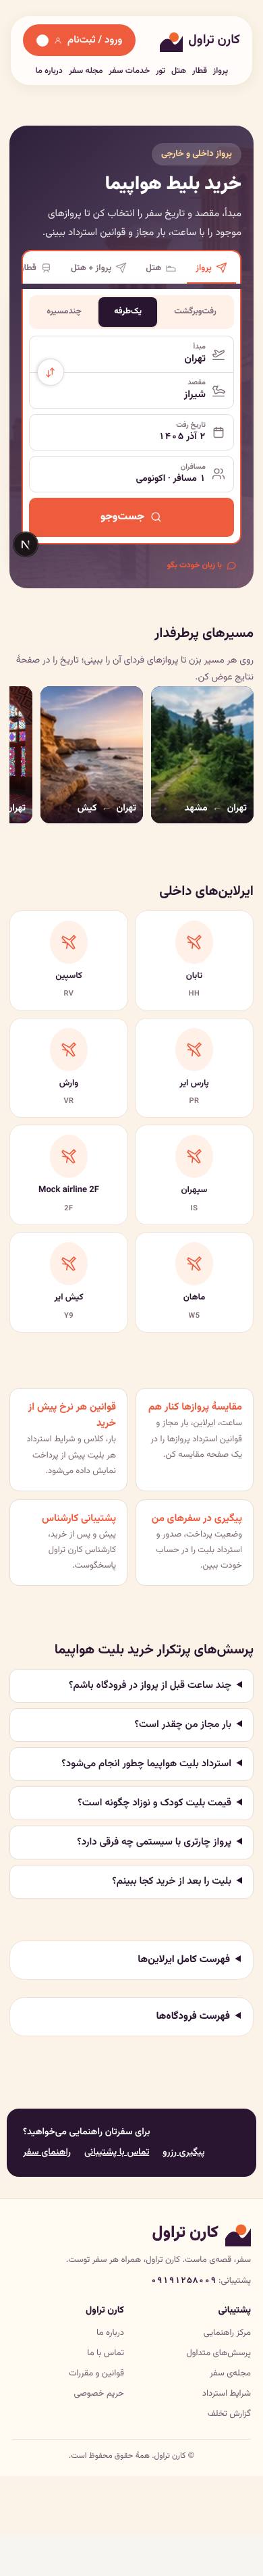 کارن تراول
ورود / ثبت‌نام
پرواز قطار هتل تور خدمات سفر مجله سفر درباره ما
پرواز داخلی و خارجی
خرید بلیط هواپیما
مبدأ، مقصد و تاریخ سفر را انتخاب کن تا پروازهای
موجود را با ساعت، بار مجاز و قوانین استرداد ببینی.
پرواز
هتل
پرواز + هتل
قطار
رفت‌وبرگشت
یک‌طرفه
چندمسیره
مبدأ
تهران
مقصد
شیراز
تاریخ رفت
۲ آذر ۱۴۰۵
مسافران
۱ مسافر · اکونومی
جست‌وجو
N
با زبان خودت بگو
مسیرهای پرطرفدار
روی هر مسیر بزن تا پروازهای فردای آن را ببینی؛ تاریخ را در صفحهٔ
نتایج عوض کن.
تهران ← مشهد
تهران ← کیش
تهران
ایرلاین‌های داخلی
تابان
HH
کاسپین
RV
پارس ایر
PR
وارش
VR
سپهران
IS
Mock airline 2F
2F
ماهان
W5
کیش ایر
Y9
مقایسهٔ پروازها کنار هم
ساعت، ایرلاین، بار مجاز و
قوانین استرداد پروازها را در
یک صفحه مقایسه کن.
قوانین هر نرخ پیش از
خرید
بار، کلاس و شرایط استرداد
هر بلیت پیش از پرداخت
نمایش داده می‌شود.
پیگیری در سفرهای من
وضعیت پرداخت، صدور و
استرداد بلیت را در حساب
خودت ببین.
پشتیبانی کارشناس
پیش و پس از خرید،
کارشناس کارن تراول
پاسخگوست.
پرسش‌های پرتکرار خرید بلیت هواپیما
چند ساعت قبل از پرواز در فرودگاه باشم؟
بار مجاز من چقدر است؟
استرداد بلیت هواپیما چطور انجام می‌شود؟
قیمت بلیت کودک و نوزاد چگونه است؟
پرواز چارتری با سیستمی چه فرقی دارد؟
بلیت را بعد از خرید کجا ببینم؟
فهرست کامل ایرلاین‌ها
فهرست فرودگاه‌ها
برای سفرتان راهنمایی می‌خواهید؟
پیگیری رزرو تماس با پشتیبانی راهنمای سفر
کارن تراول
سفر، قصه‌ی ماست. کارن تراول، همراه هر سفر توست.
پشتیبانی: ۰۹۱۹۱۲۵۸۰۰۹
پشتیبانی
مرکز راهنمایی
پرسش‌های متداول
مجله‌ی سفر
شرایط استرداد
گزارش تخلف
کارن تراول
درباره ما
تماس با ما
قوانین و مقررات
حریم خصوصی
© کارن تراول. همهٔ حقوق محفوظ است.